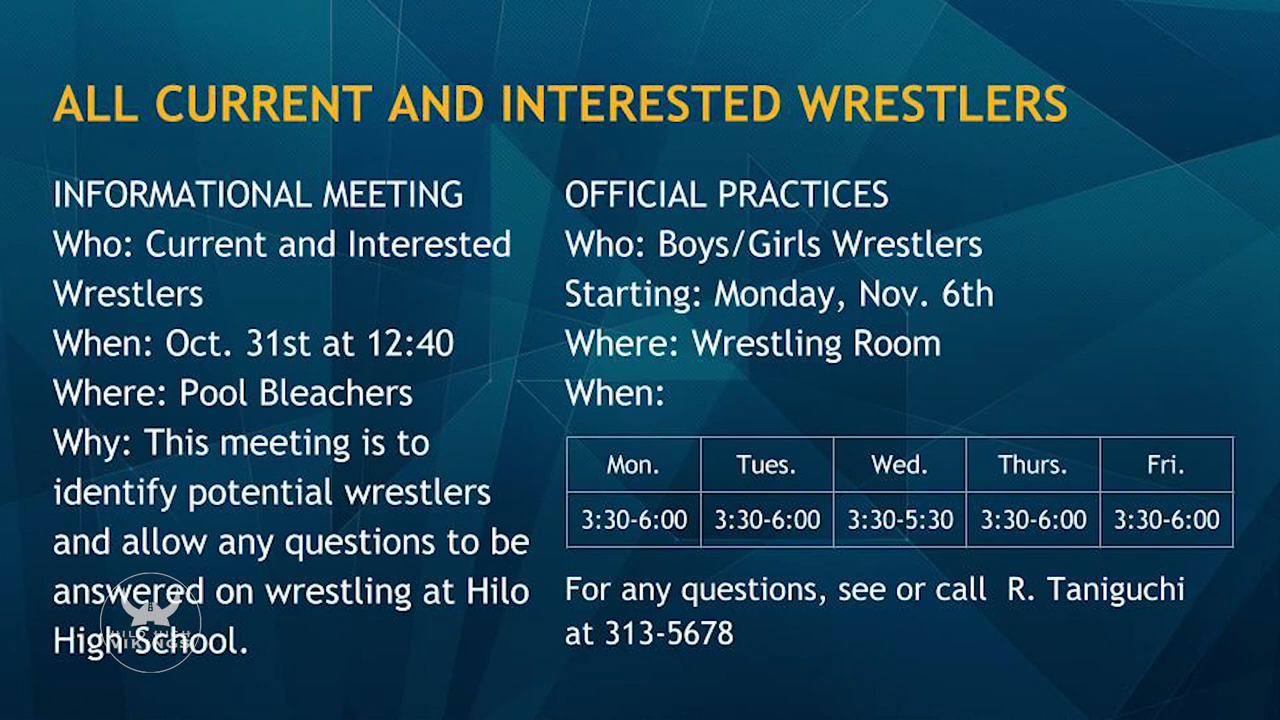 ALL CURRENT AND INTERESTED WRESTLERS
INFORMATIONAL MEETING
Who: Current and Interested
Wrestlers
When: Oct. 31st at 12:40
Where: Pool Bleachers
Why: This meeting is to
identify potential wrestlers
and allow any questions to be
answered on wrestling at Hilo
High School.
OFFICIAL PRACTICES
Who: Boys/Girls Wrestlers
Starting: Monday, Nov. 6th
Where: Wrestling Room
When:
Mon. Tues. Wed. Thurs. Fri.
3:30-6:00 3:30-6:00 3:30-5:30 3:30-6:00 3:30-6:00
For any questions, see or call R. Taniguchi
at 313-5678
HILO HIGH
VIKINGS